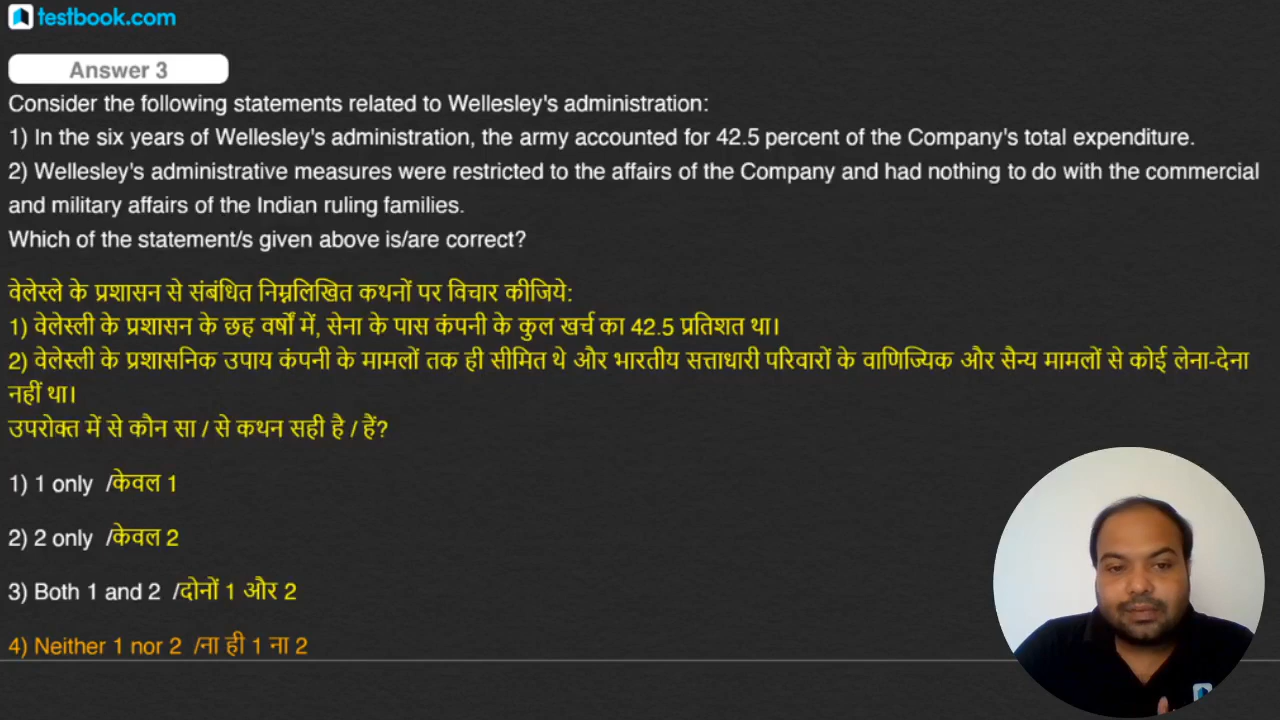 testbook.com
Answer 3
Consider the following statements related to Wellesley's administration:
1) In the six years of Wellesley's administration, the army accounted for 42.5 percent of the Company's total expenditure.
2) Wellesley's administrative measures were restricted to the affairs of the Company and had nothing to do with the commercial
and military affairs of the Indian ruling families.
Which of the statement/s given above is/are correct?
वेलेस्ले के प्रशासन से संबंधित निम्नलिखित कथनों पर विचार कीजिये:
1) वेलेस्ली के प्रशासन के छह वर्षों में, सेना के पास कंपनी के कुल खर्च का 42.5 प्रतिशत था।
2) वेलेस्ली के प्रशासनिक उपाय कंपनी के मामलों तक ही सीमित थे और भारतीय सत्ताधारी परिवारों के वाणिज्यिक और सैन्य मामलों से कोई लेना-देना
नहीं था।
उपरोक्त में से कौन सा / से कथन सही है / हैं?
1) 1 only /केवल 1
2) 2 only /केवल 2
3) Both 1 and 2 /दोनों 1 और 2
4) Neither 1 nor 2 /ना ही 1 ना 2